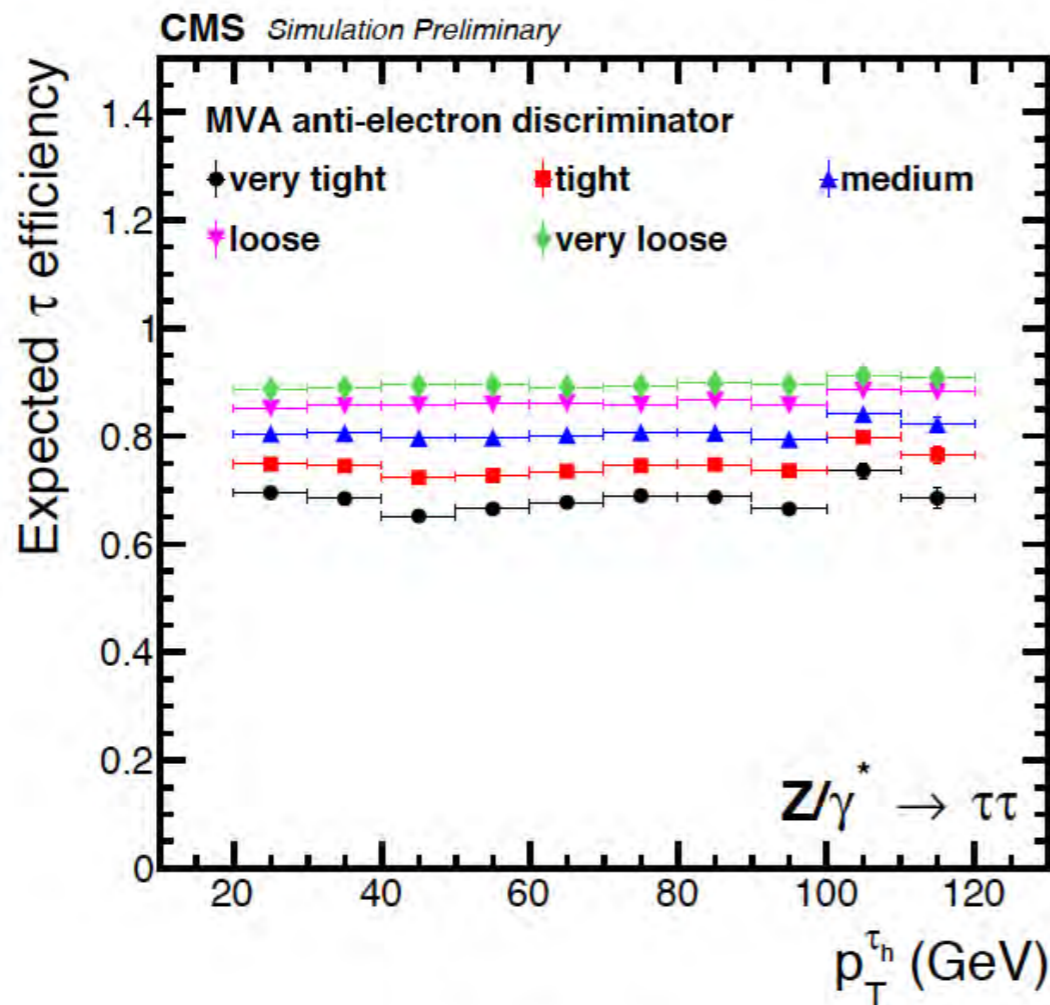 CMS Simulation Preliminary
MVA anti-electron discriminator
very tight tight medium
loose very loose
Expected τ efficiency
1.4
1.2
1
0.8
0.6
0.4
0.2
0
Z/γ* → ττ
20 40 60 80 100 120
p_T^{τ_h} (GeV)